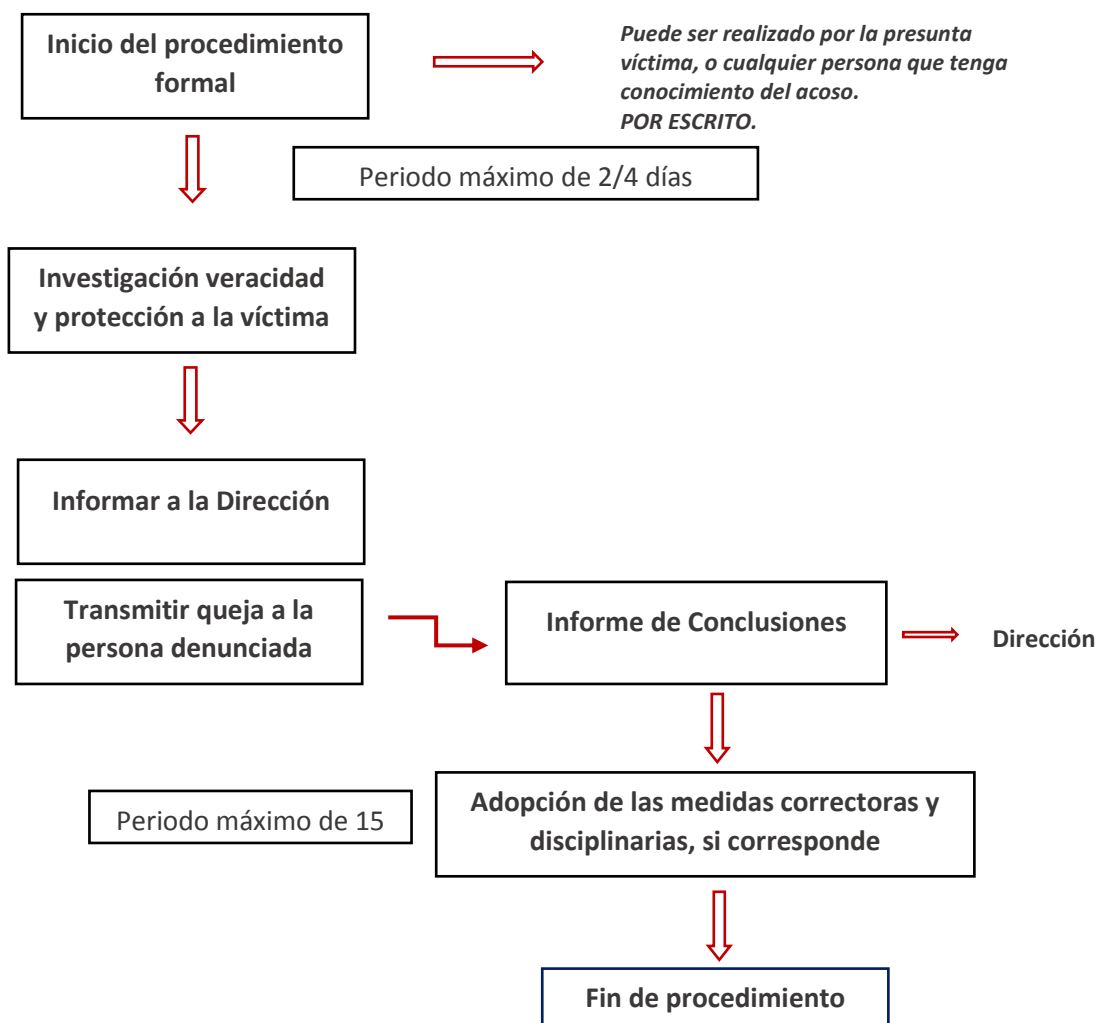 Inicio del procedimiento
formal
Puede ser realizado por la presunta
víctima, o cualquier persona que tenga
conocimiento del acoso.
POR ESCRITO.
Periodo máximo de 2/4 días
Investigación veracidad
y protección a la víctima
Informar a la Dirección
Transmitir queja a la
persona denunciada
Informe de Conclusiones
Dirección
Periodo máximo de 15
Adopción de las medidas correctoras y
disciplinarias, si corresponde
Fin de procedimiento